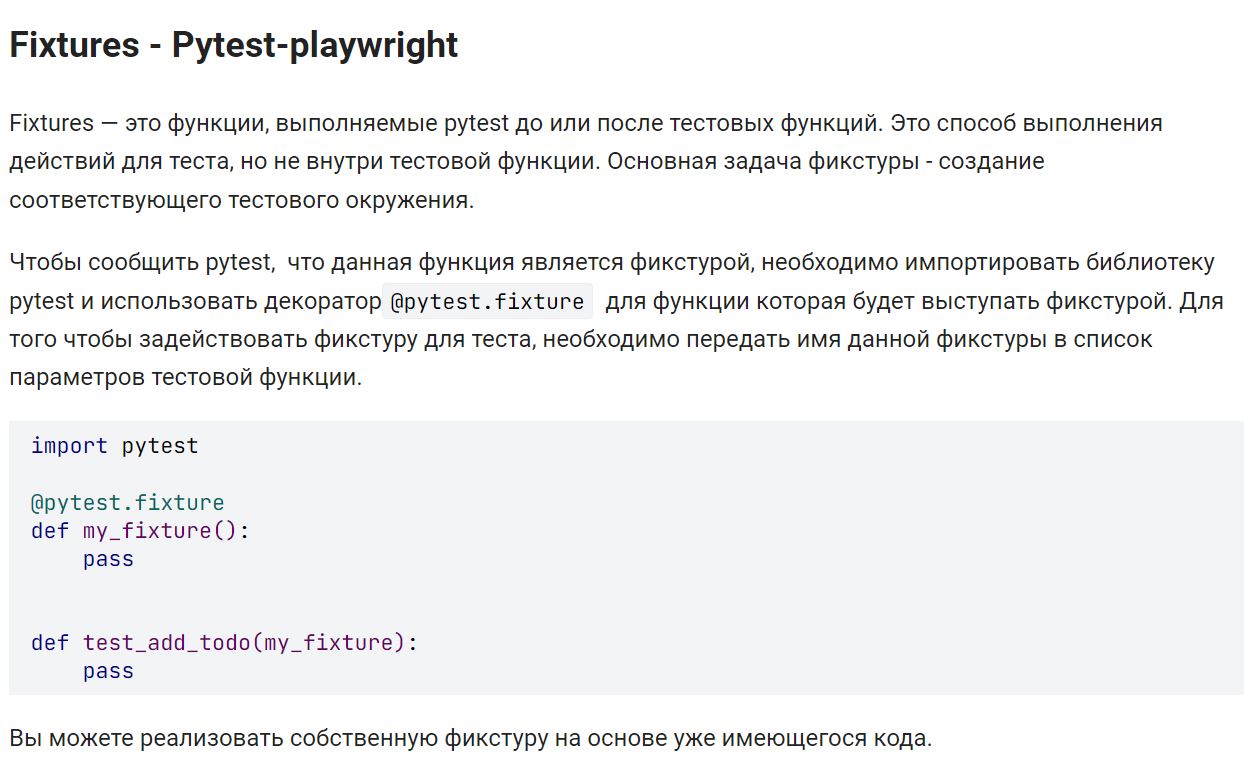 Fixtures - Pytest-playwright
Fixtures — это функции, выполняемые pytest до или после тестовых функций. Это способ выполнения
действий для теста, но не внутри тестовой функции. Основная задача фикстуры - создание
соответствующего тестового окружения.
Чтобы сообщить pytest,  что данная функция является фикстурой, необходимо импортировать библиотеку
pytest и использовать декоратор @pytest.fixture для функции которая будет выступать фикстурой. Для
того чтобы задействовать фикстуру для теста, необходимо передать имя данной фикстуры в список
параметров тестовой функции.
import pytest
@pytest.fixture
def my_fixture():
    pass
def test_add_todo(my_fixture):
    pass
Вы можете реализовать собственную фикстуру на основе уже имеющегося кода.